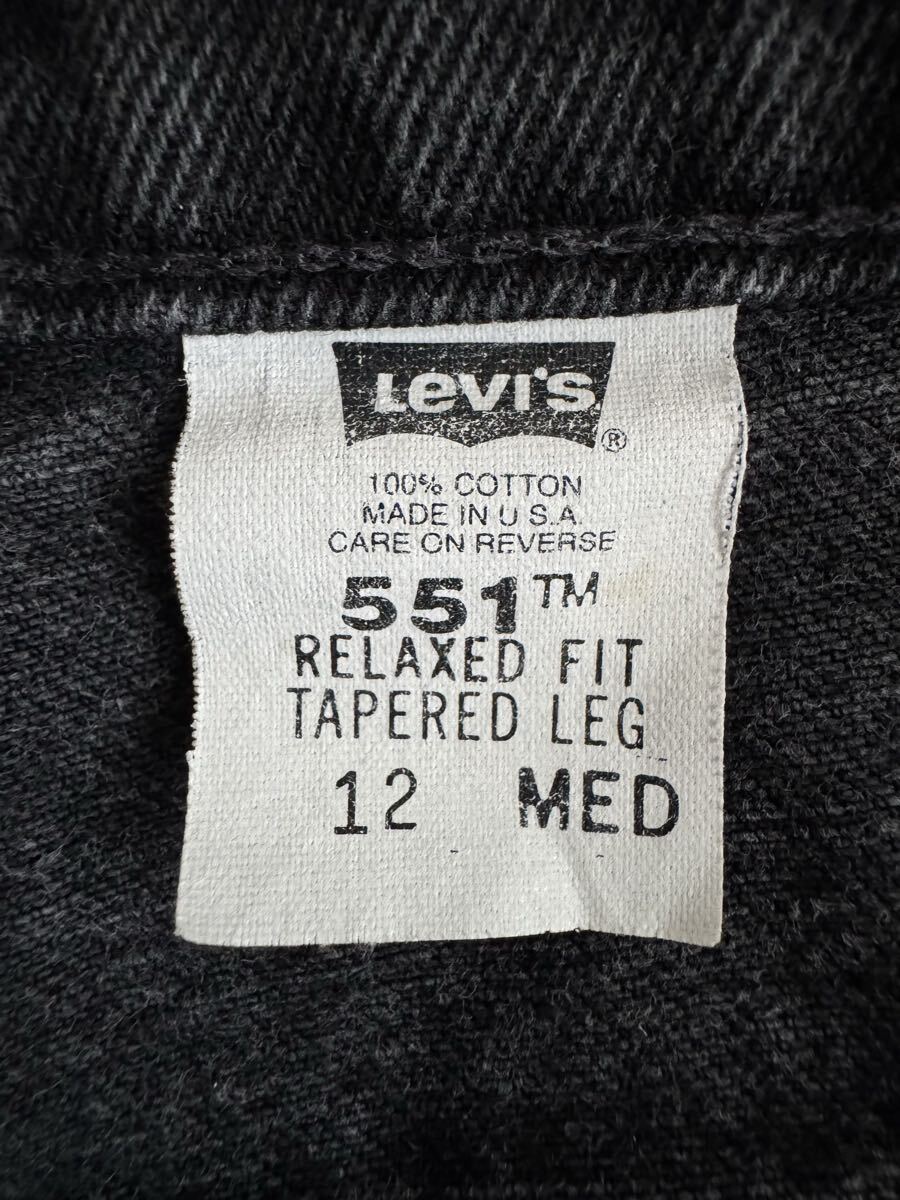 Levi's
®
100% COTTON
MADE IN U.S.A.
CARE ON REVERSE
551™
RELAXED FIT
TAPERED LEG
12 MED